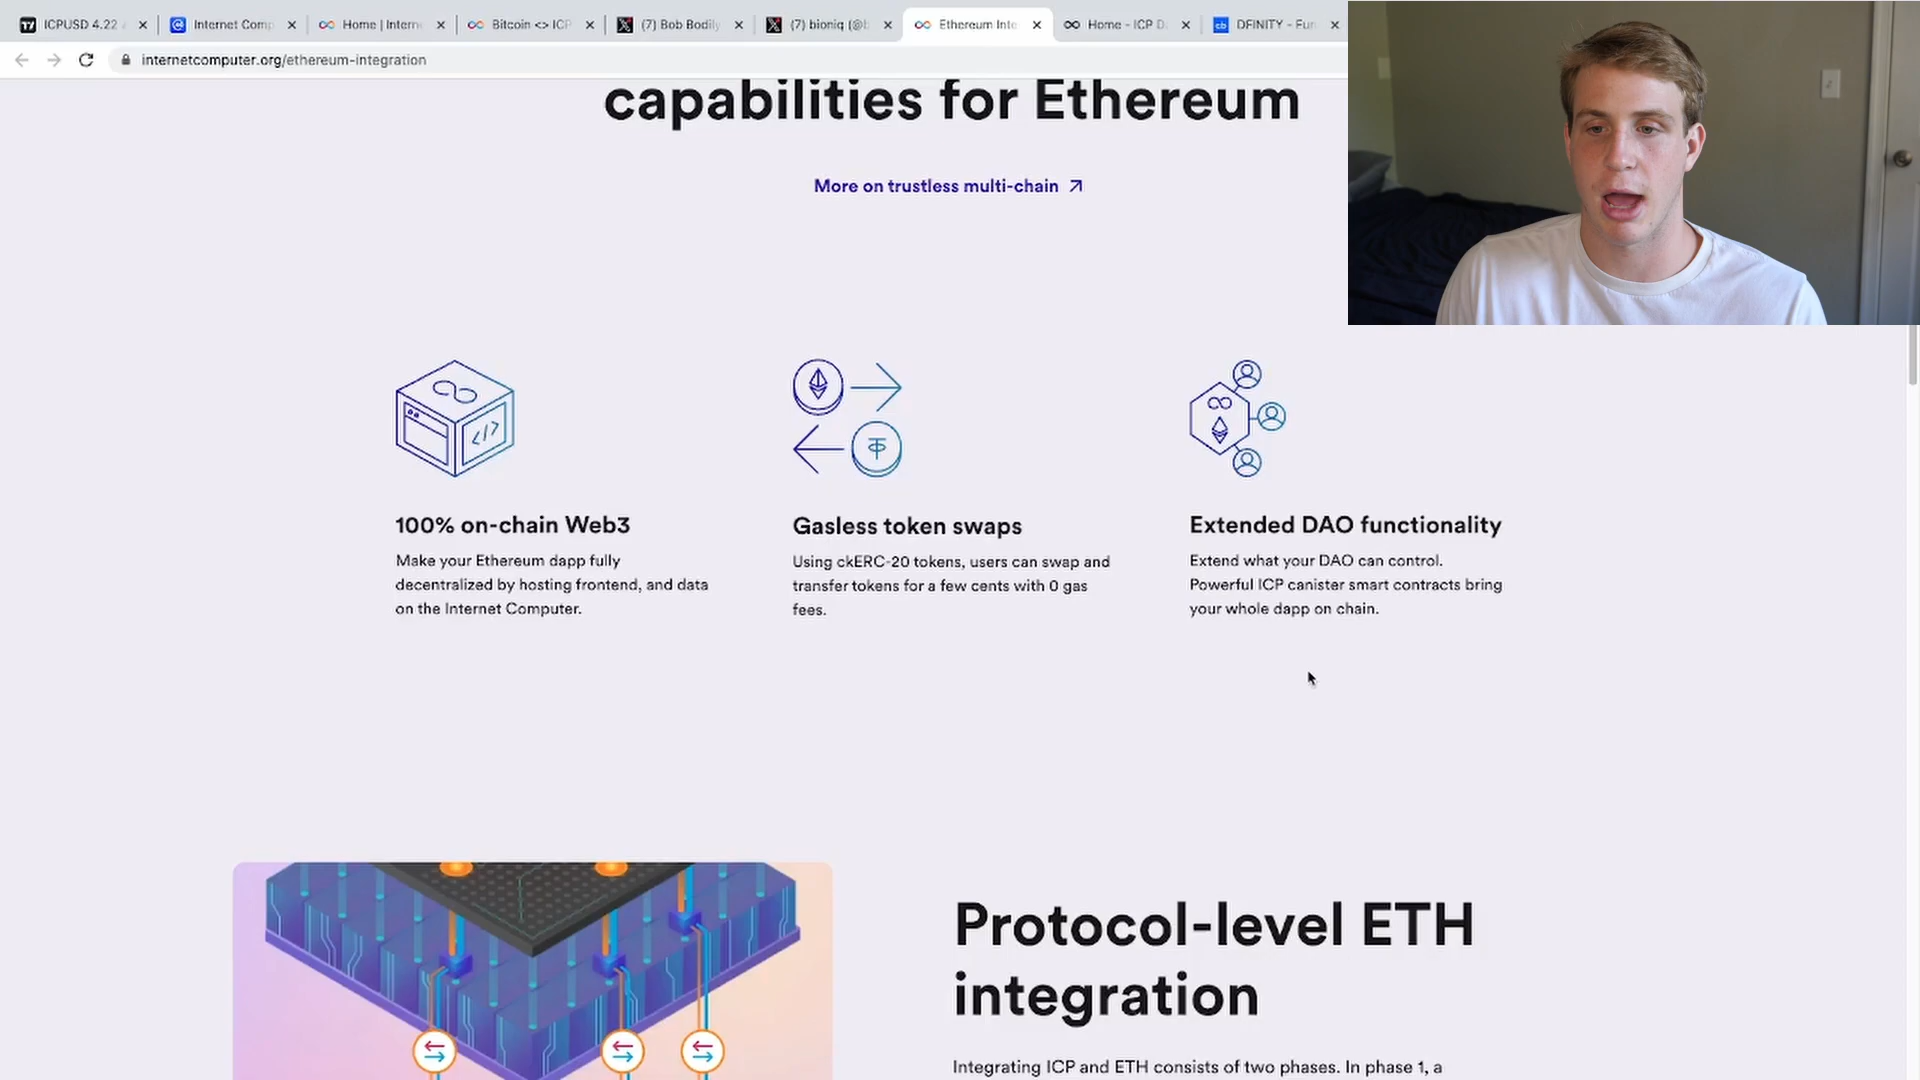 ICPUSD 4.22
Internet Comp
Home | Intern
Bitcoin <> ICP
(7) Bob Bodily
(7) bioniq (@b
Ethereum Inte
Home - ICP D
DFINITY - Fun
internetcomputer.org/ethereum-integration
capabilities for Ethereum
More on trustless multi-chain
100% on-chain Web3
Make your Ethereum dapp fully
decentralized by hosting frontend, and data
on the Internet Computer.
Gasless token swaps
Using ckERC-20 tokens, users can swap and
transfer tokens for a few cents with 0 gas
fees.
Extended DAO functionality
Extend what your DAO can control.
Powerful ICP canister smart contracts bring
your whole dapp on chain.
Protocol-level ETH
integration
Integrating ICP and ETH consists of two phases. In phase 1, a